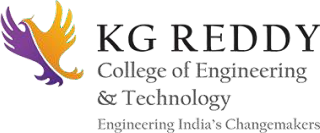 KG REDDY
College of Engineering
& Technology
Engineering India's Changemakers